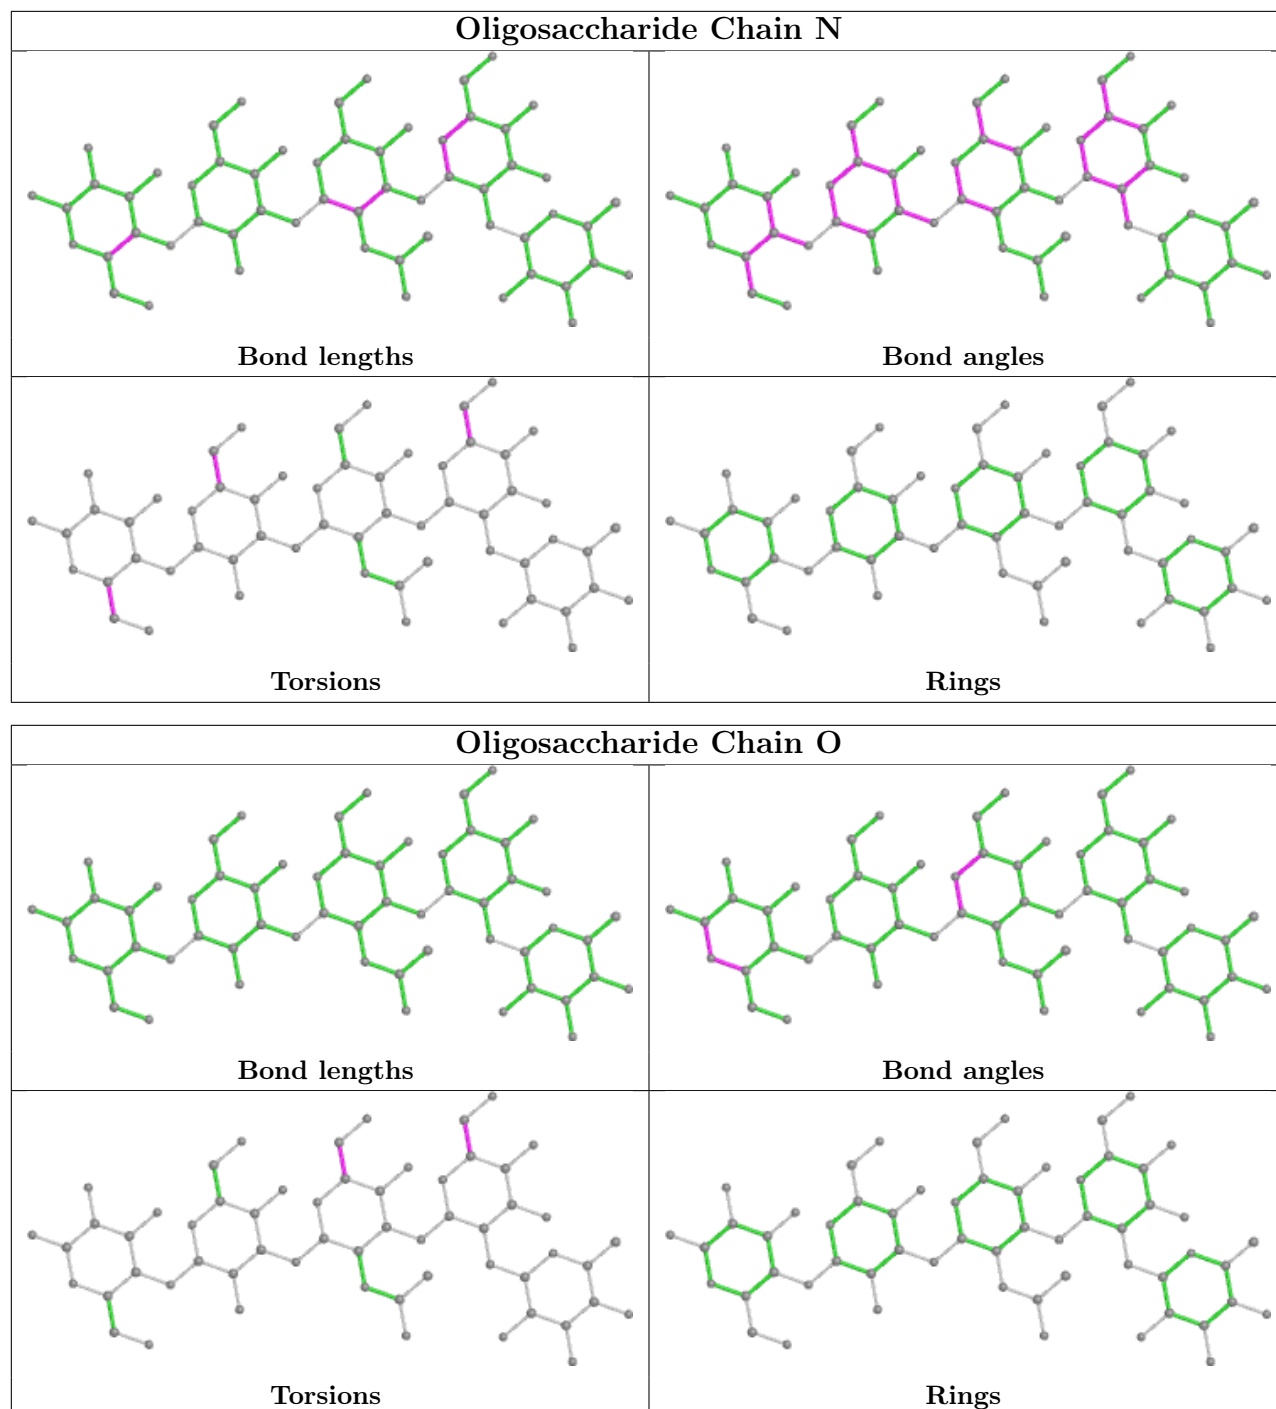 Oligosaccharide Chain N
Bond lengths
Bond angles
Torsions
Rings
Oligosaccharide Chain O
Bond lengths
Bond angles
Torsions
Rings